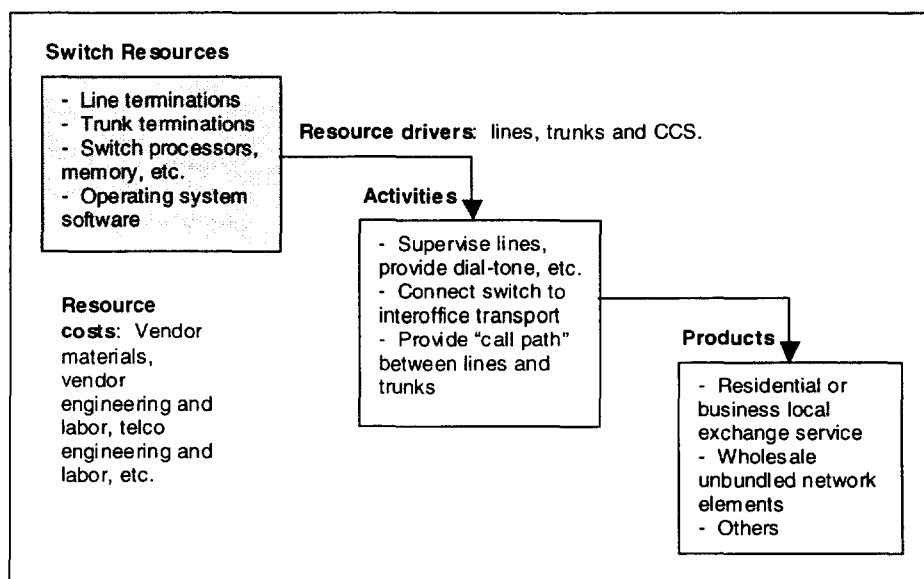 Switch Resources
- Line terminations
- Trunk terminations
- Switch processors,
memory, etc.
- Operating system
software
Resource drivers: lines, trunks and CCS.
Activities
- Supervise lines,
provide dial-tone, etc.
- Connect switch to
interoffice transport
- Provide “call path”
between lines and
trunks
Resource
costs: Vendor
materials,
vendor
engineering and
labor, telco
engineering and
labor, etc.
Products
- Residential or
business local
exchange service
- Wholesale
unbundled network
elements
- Others